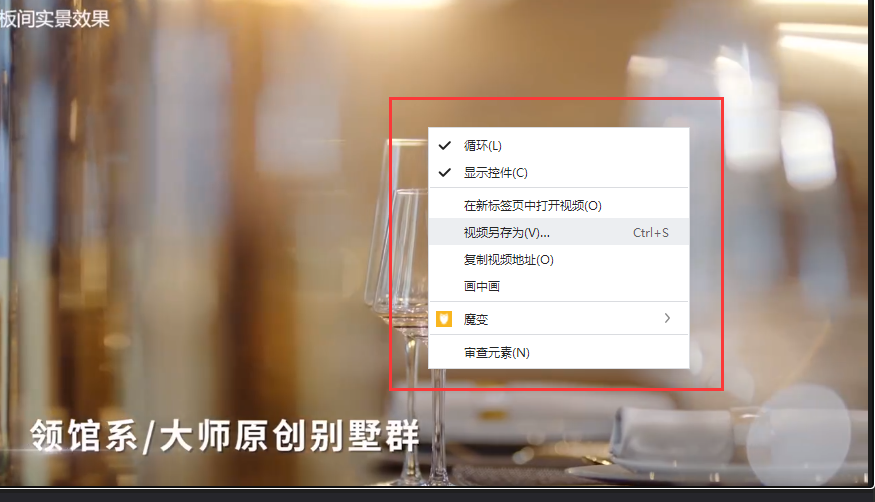 板间实景效果
循环(L)
显示控件(C)
在新标签页中打开视频(O)
视频另存为(V)... Ctrl+S
复制视频地址(O)
画中画
魔变
审查元素(N)
领馆系/大师原创别墅群